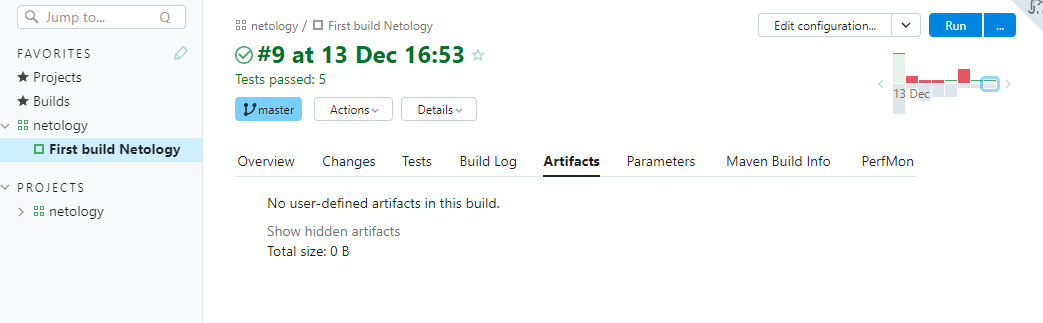 Jump to... Q
FAVORITES
Projects
Builds
netology
First build Netology
PROJECTS
netology
netology / First build Netology
Edit configuration...
Run
...
#9 at 13 Dec 16:53
Tests passed: 5
13 Dec
master
Actions
Details
Overview Changes Tests Build Log Artifacts Parameters Maven Build Info PerfMon
No user-defined artifacts in this build.
Show hidden artifacts
Total size: 0 B